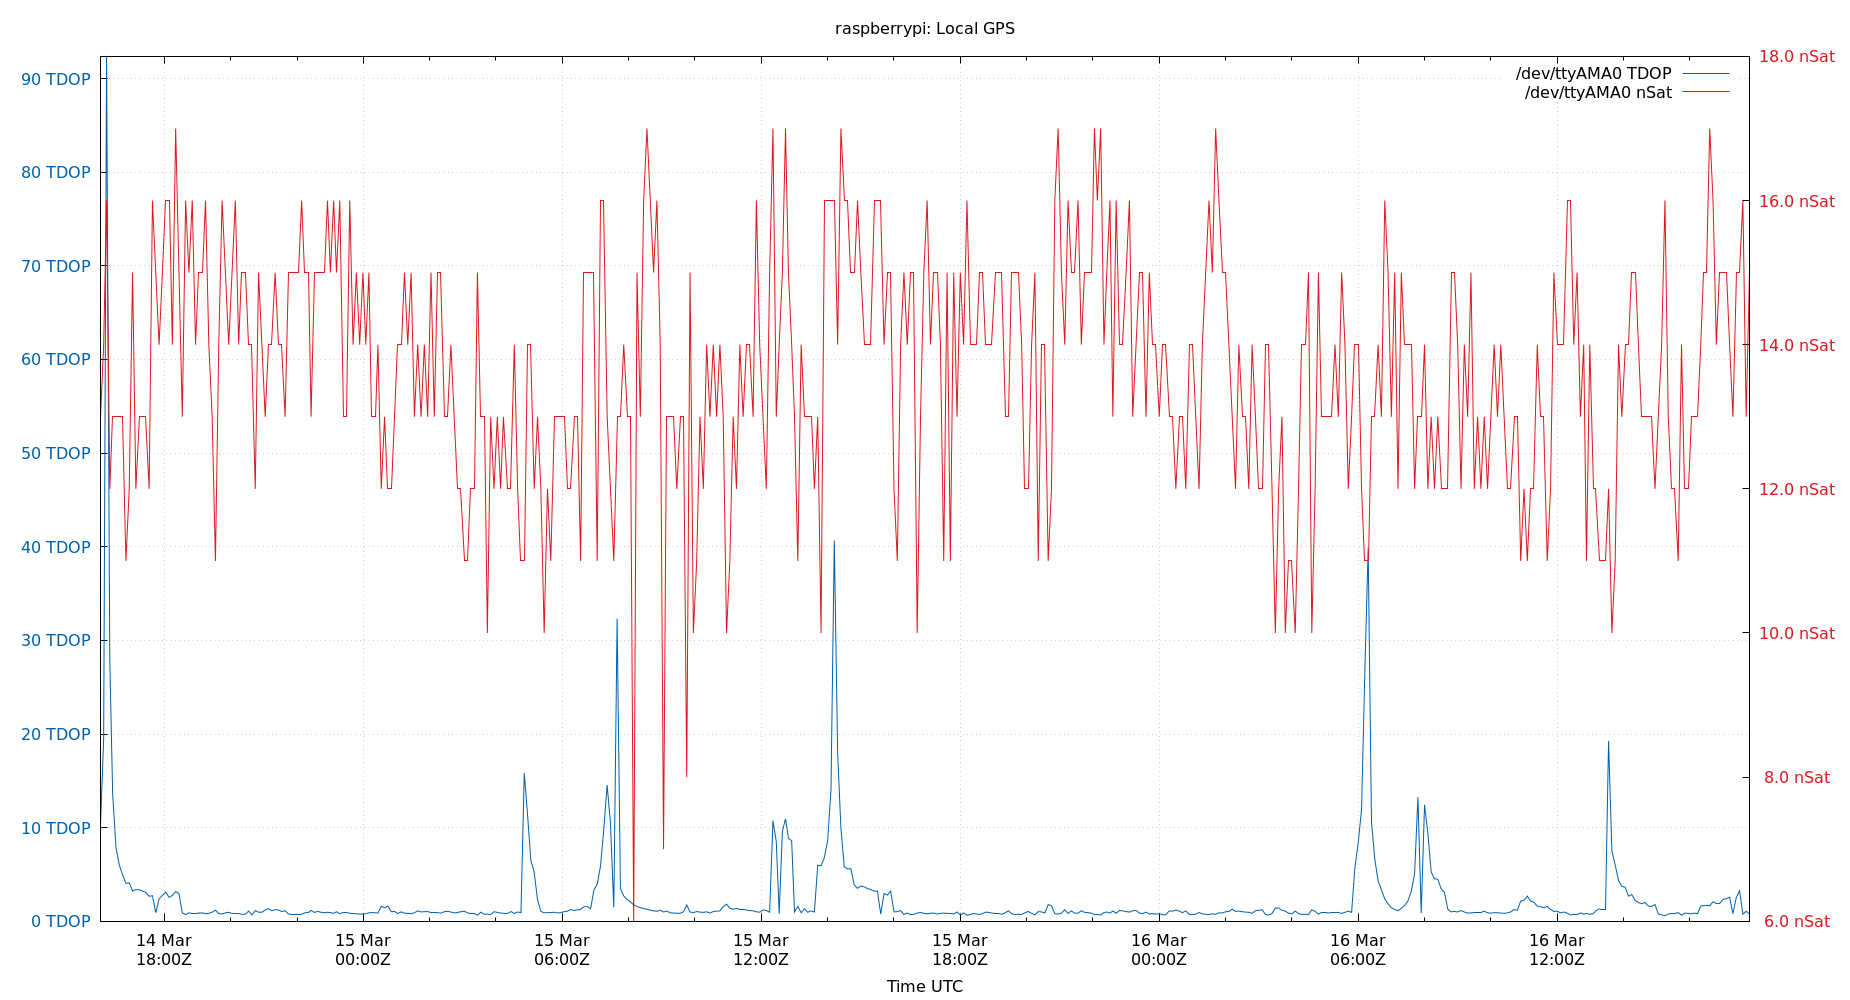 raspberrypi: Local GPS
/dev/ttyAMA0 TDOP
/dev/ttyAMA0 nSat
90 TDOP
80 TDOP
70 TDOP
60 TDOP
50 TDOP
40 TDOP
30 TDOP
20 TDOP
10 TDOP
0 TDOP
18.0 nSat
16.0 nSat
14.0 nSat
12.0 nSat
10.0 nSat
8.0 nSat
6.0 nSat
14 Mar
18:00Z
15 Mar
00:00Z
15 Mar
06:00Z
15 Mar
12:00Z
15 Mar
18:00Z
16 Mar
00:00Z
16 Mar
06:00Z
16 Mar
12:00Z
Time UTC